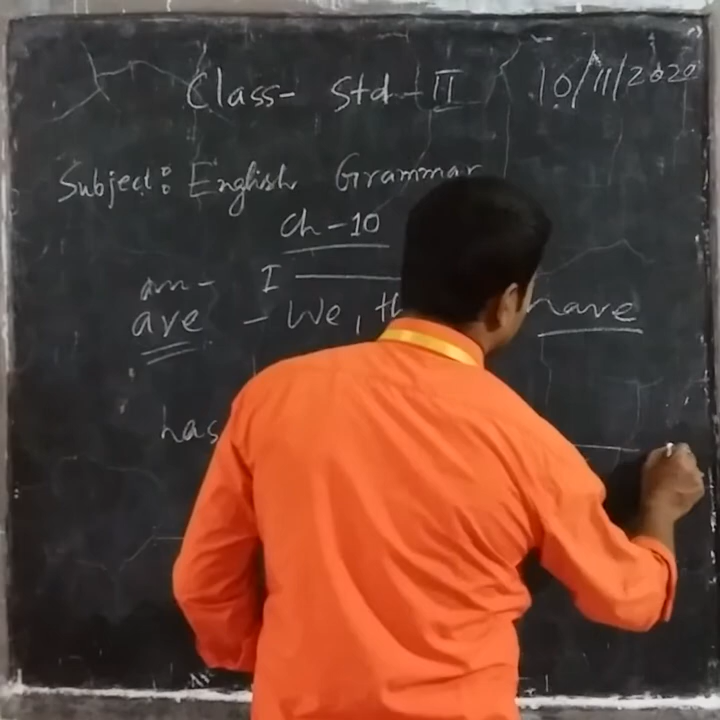 Class- Std-II 10/11/2020
Subject: English Grammar
Ch-10
am- I
are - We, th have
has